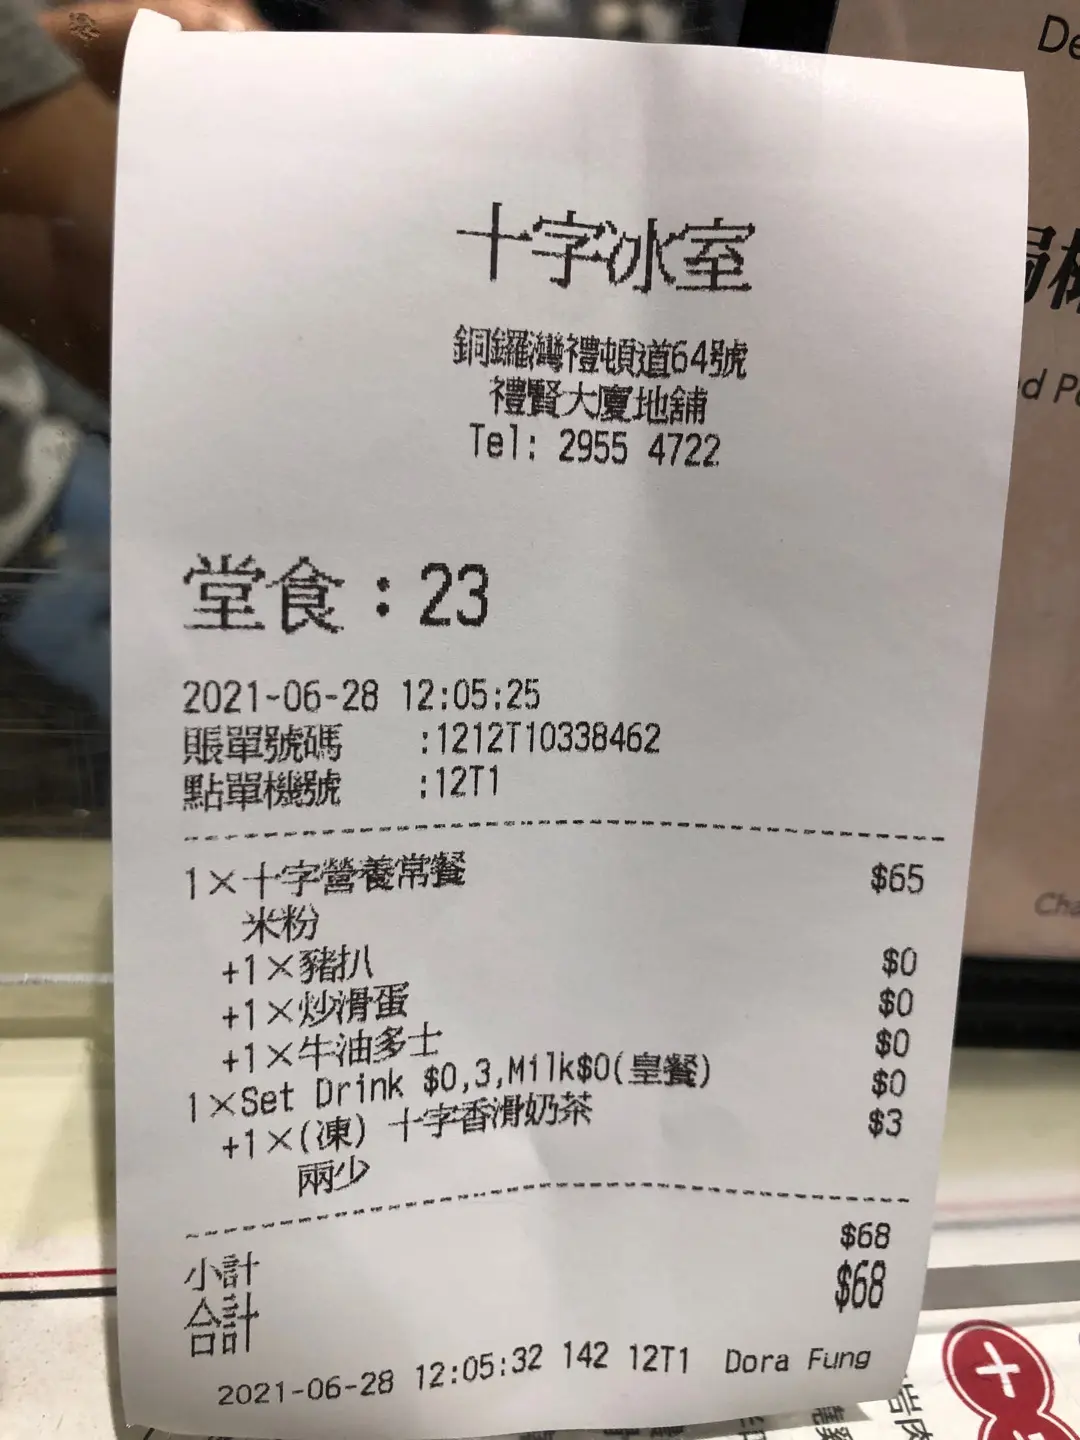 十字冰室
銅鑼灣禮頓道64號
禮賢大廈地舖
Tel: 2955 4722
堂食：23
2021-06-28 12:05:25
賬單號碼 :1212T10338462
點單機號 :12T1
1×十字營養常餐 $65
米粉
+1×豬扒 $0
+1×炒滑蛋 $0
+1×牛油多士 $0
1×Set Drink $0,3,Milk$0(皇餐) $0
+1×(凍) 十字香滑奶茶 $3
兩少
小計 $68
合計 $68
2021-06-28 12:05:32 142 12T1 Dora Fung
De
Cha